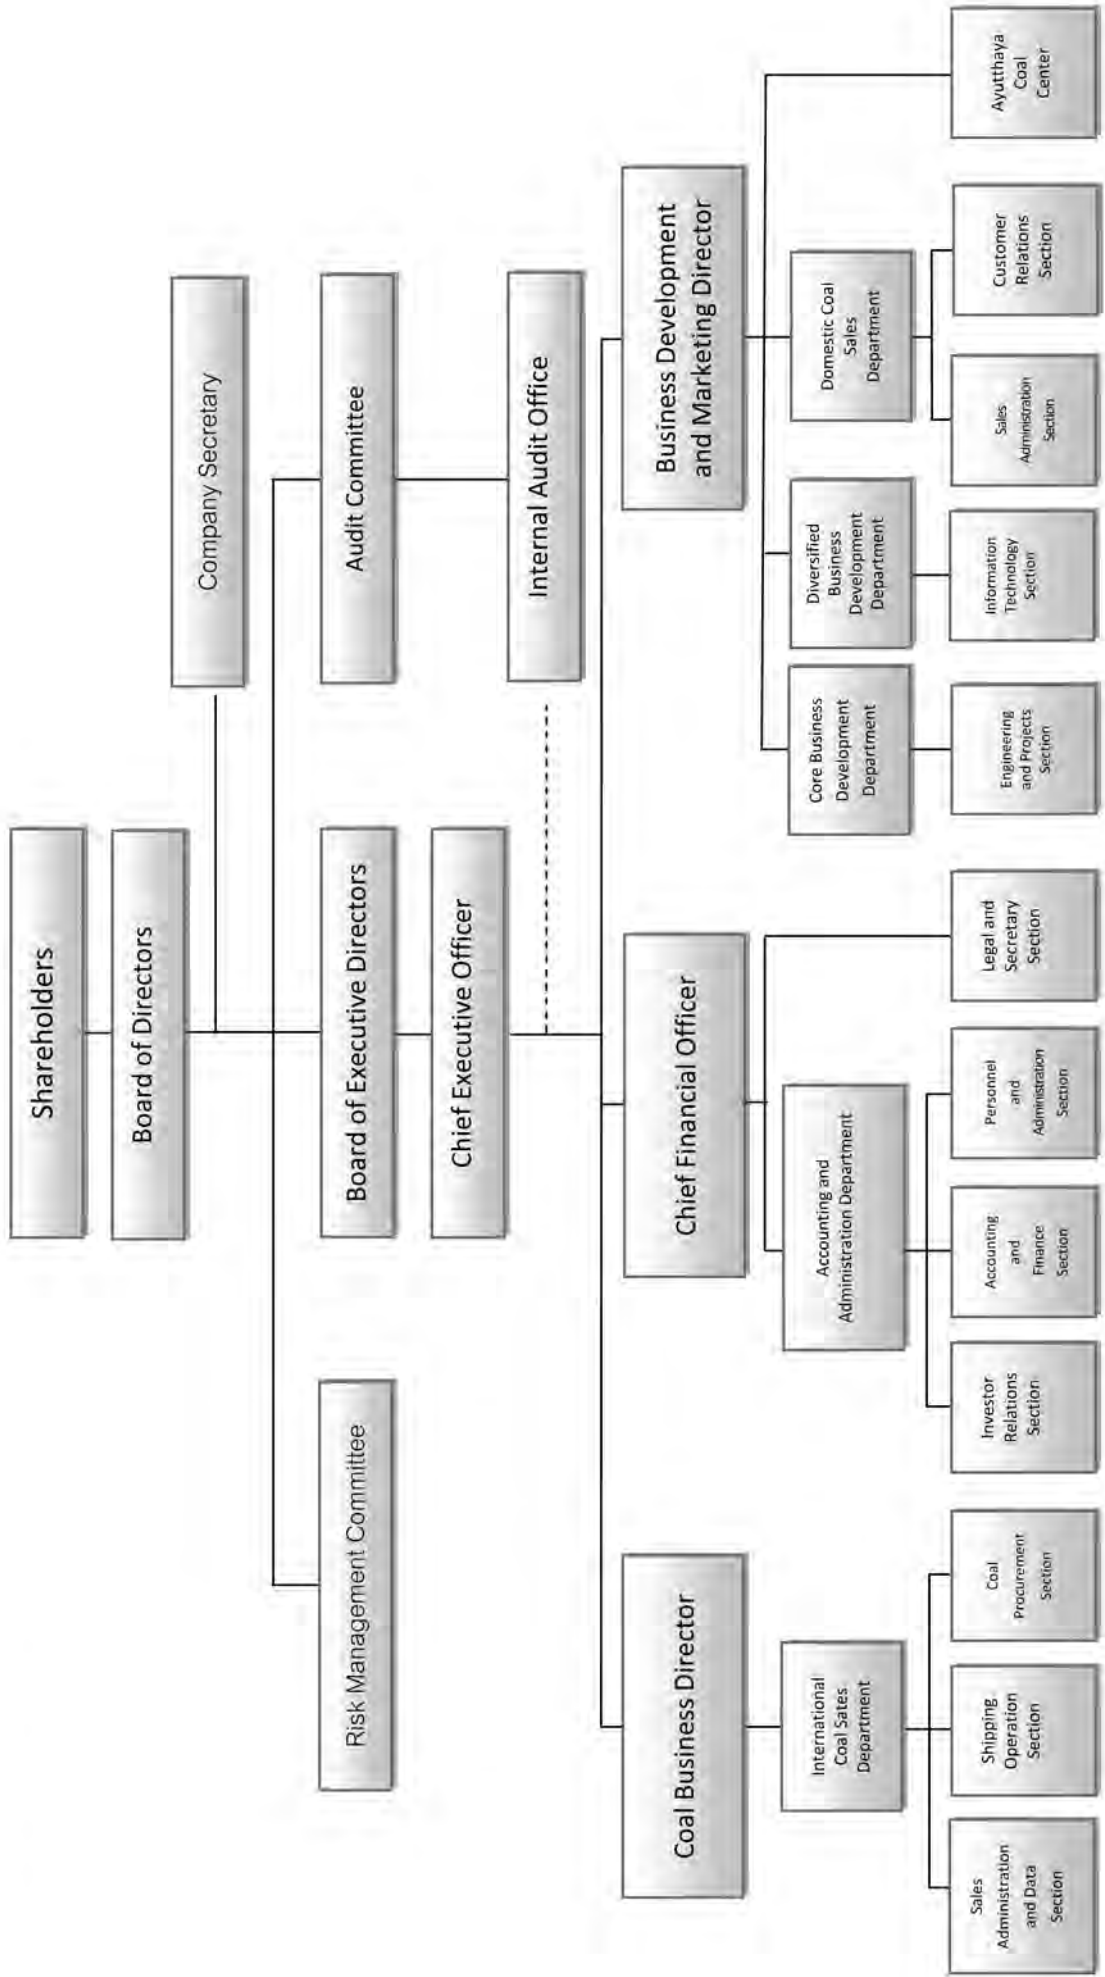 Shareholders
Board of Directors
Company Secretary
Risk Management Committee
Board of Executive Directors
Audit Committee
Chief Executive Officer
Internal Audit Office
Coal Business Director
Chief Financial Officer
Business Development
and Marketing Director
International
Coal Sates
Department
Accounting and
Administration Department
Core Business
Development
Department
Diversified
Business
Development
Department
Domestic Coal
Sales
Department
Sales
Administration
and Data
Section
Shipping
Operation
Section
Coal
Procurement
Section
Investor
Relations
Section
Accounting
and
Finance
Section
Personnel
and
Administration
Section
Legal and
Secretary
Section
Engineering
and Projects
Section
Information
Technology
Section
Sales
Administration
Section
Customer
Relations
Section
Ayutthaya
Coal
Center